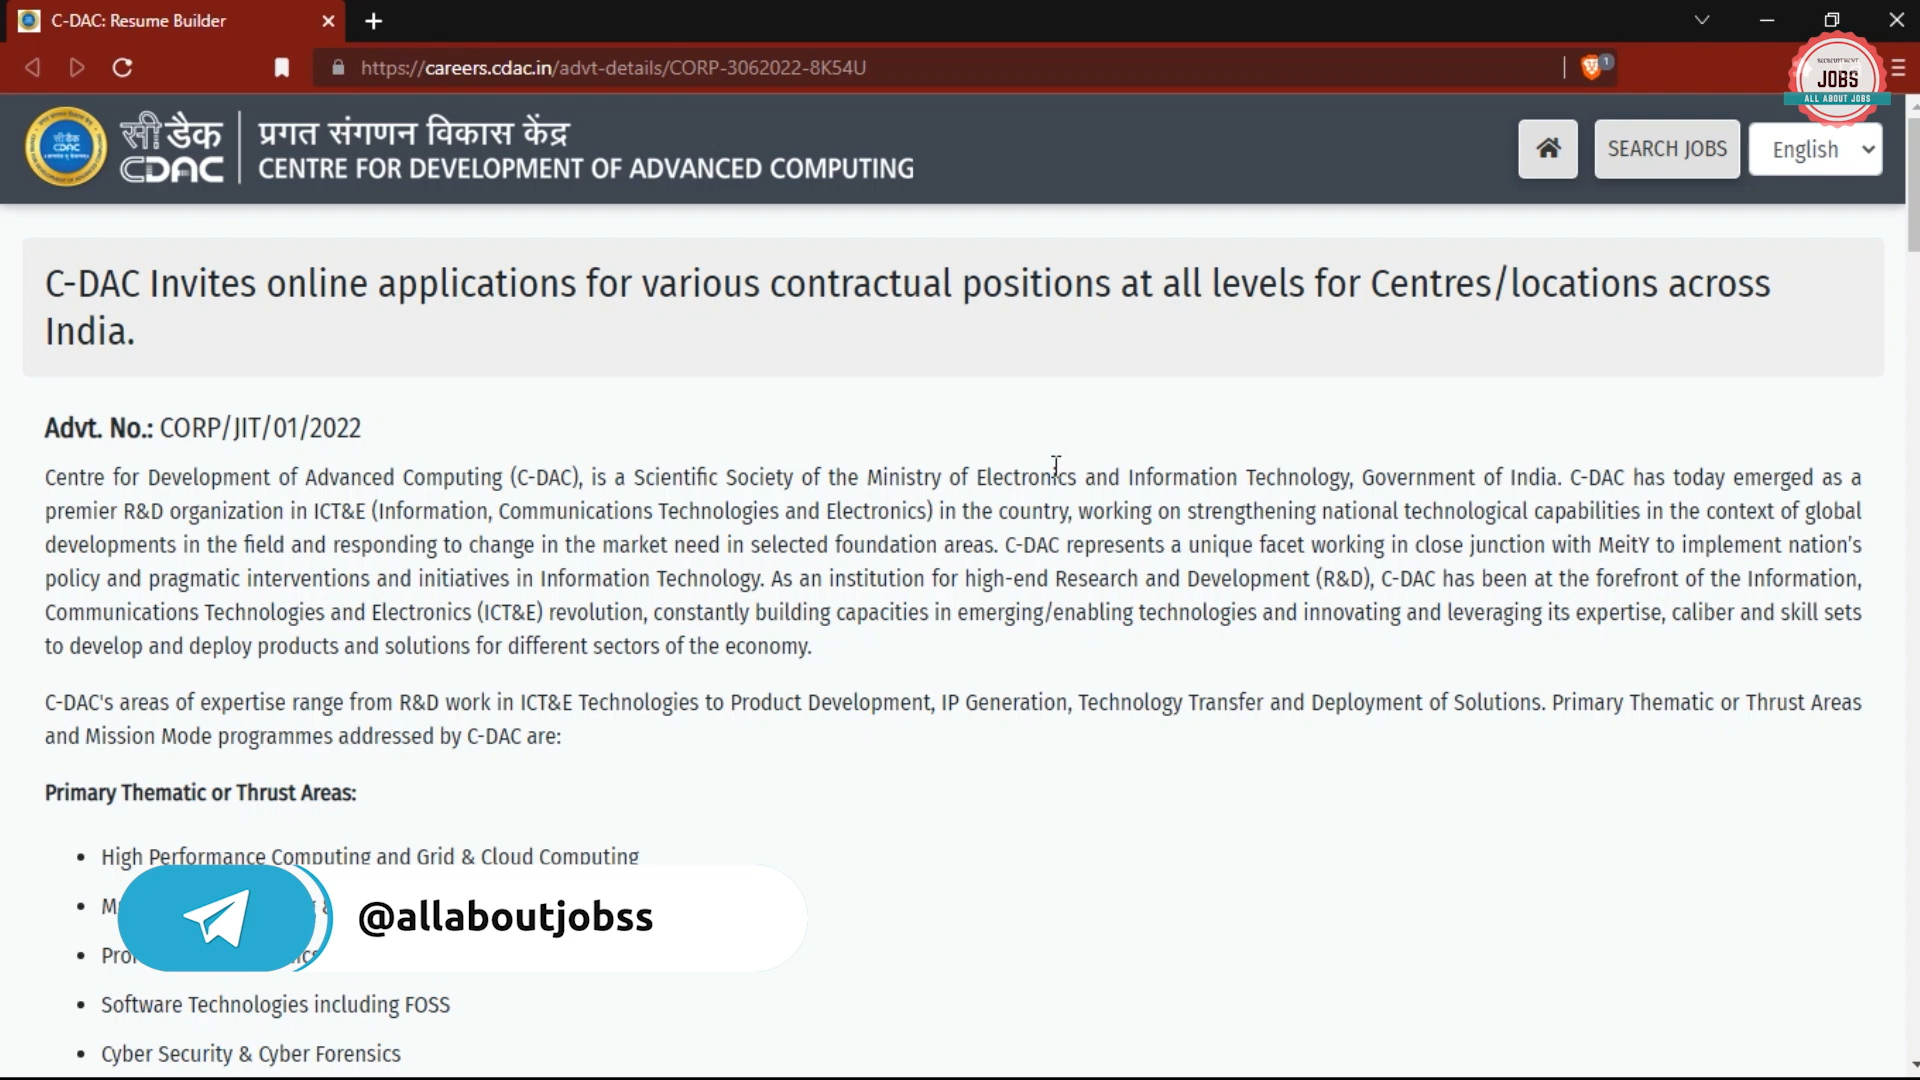 C-DAC: Resume Builder
https://careers.cdac.in/advt-details/CORP-3062022-8K54U
1
RECRUITMENT
JOBS
ALL ABOUT JOBS
सी डैक
CDAC
सीडैक
CDAC
प्रगत संगणन विकास केंद्र
CENTRE FOR DEVELOPMENT OF ADVANCED COMPUTING
SEARCH JOBS
English
C-DAC Invites online applications for various contractual positions at all levels for Centres/locations across
India.
Advt. No.: CORP/JIT/01/2022
Centre for Development of Advanced Computing (C-DAC), is a Scientific Society of the Ministry of Electronics and Information Technology, Government of India. C-DAC has today emerged as a
premier R&D organization in ICT&E (Information, Communications Technologies and Electronics) in the country, working on strengthening national technological capabilities in the context of global
developments in the field and responding to change in the market need in selected foundation areas. C-DAC represents a unique facet working in close junction with MeitY to implement nation's
policy and pragmatic interventions and initiatives in Information Technology. As an institution for high-end Research and Development (R&D), C-DAC has been at the forefront of the Information,
Communications Technologies and Electronics (ICT&E) revolution, constantly building capacities in emerging/enabling technologies and innovating and leveraging its expertise, caliber and skill sets
to develop and deploy products and solutions for different sectors of the economy.
C-DAC's areas of expertise range from R&D work in ICT&E Technologies to Product Development, IP Generation, Technology Transfer and Deployment of Solutions. Primary Thematic or Thrust Areas
and Mission Mode programmes addressed by C-DAC are:
Primary Thematic or Thrust Areas:
High Performance Computing and Grid & Cloud Computing
@allaboutjobss
Software Technologies including FOSS
Cyber Security & Cyber Forensics